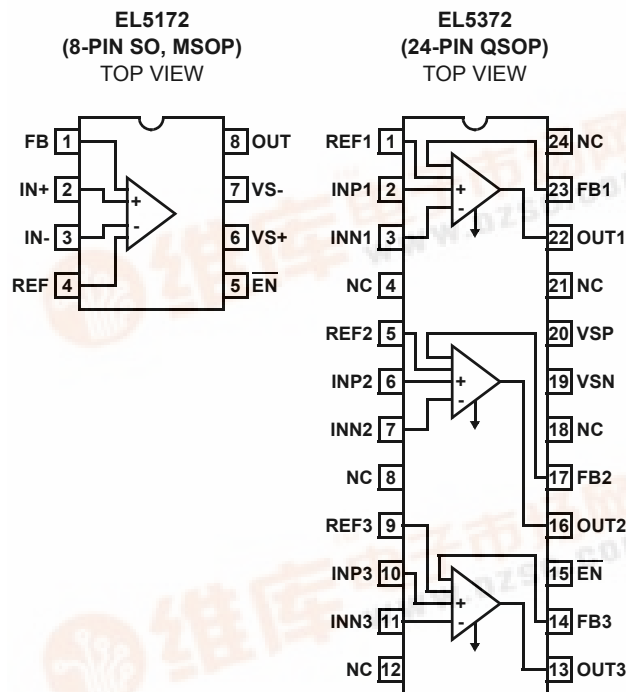 EL5172
(8-PIN SO, MSOP)
TOP VIEW
FB 1
IN+ 2
IN- 3
REF 4
8 OUT
7 VS-
6 VS+
5 EN
+
-
EL5372
(24-PIN QSOP)
TOP VIEW
REF1 1
INP1 2
INN1 3
NC 4
REF2 5
INP2 6
INN2 7
NC 8
REF3 9
INP3 10
INN3 11
NC 12
24 NC
23 FB1
22 OUT1
21 NC
20 VSP
19 VSN
18 NC
17 FB2
16 OUT2
15 EN
14 FB3
13 OUT3
+
-
+
-
+
-
维库
维库